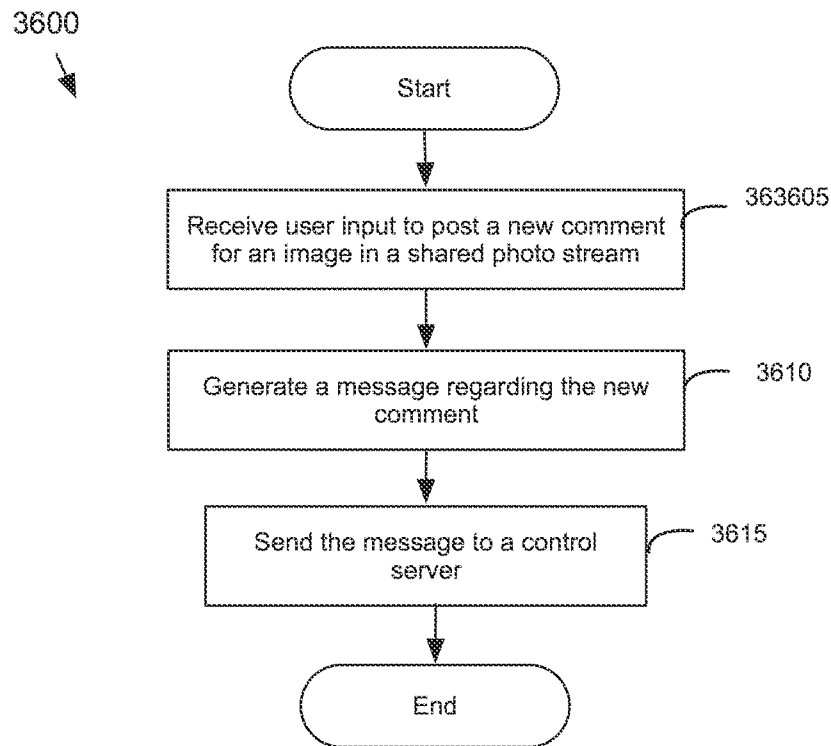 3600
Start
Receive user input to post a new comment
for an image in a shared photo stream
363605
Generate a message regarding the new
comment
3610
Send the message to a control
server
3615
End